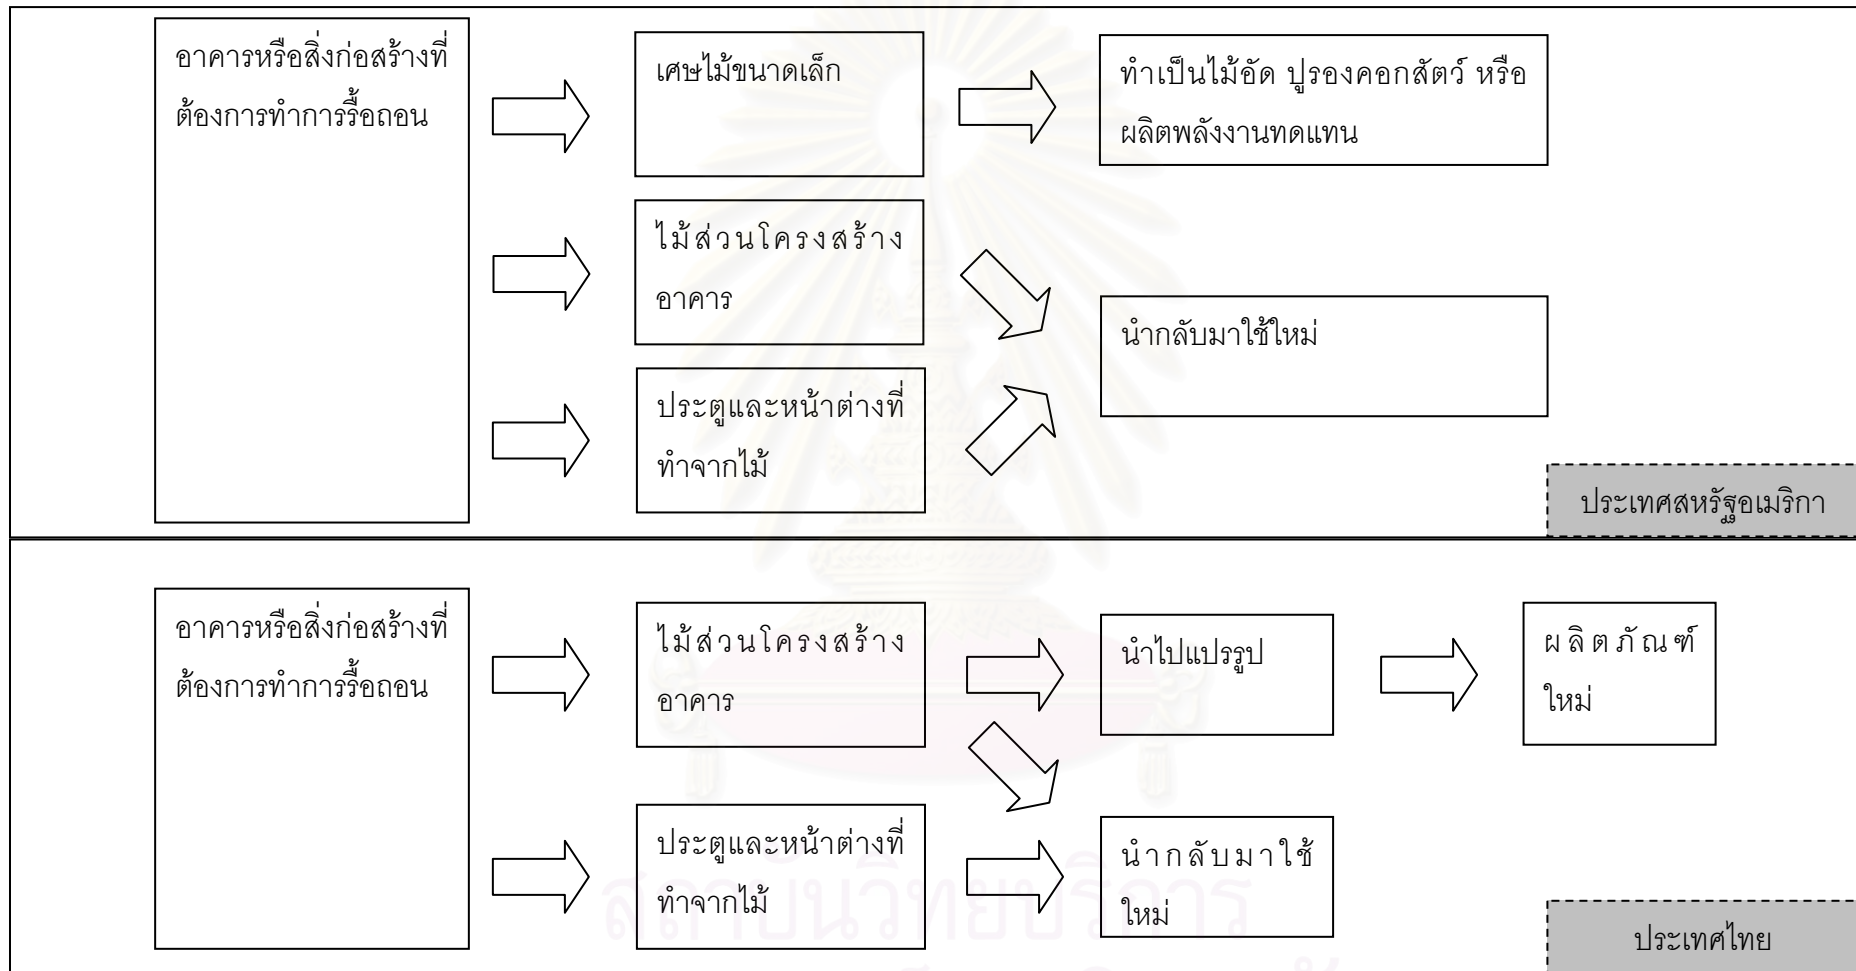 อาคารหรือสิ่งก่อสร้างที่
ต้องการทำการรื้อถอน
เศษไม้ขนาดเล็ก
ทำเป็นไม้อัด ปูรองคอกสัตว์ หรือ
ผลิตพลังงานทดแทน
ไม้ส่วนโครงสร้าง
อาคาร
นำกลับมาใช้ใหม่
ประตูและหน้าต่างที่
ทำจากไม้
ประเทศสหรัฐอเมริกา
อาคารหรือสิ่งก่อสร้างที่
ต้องการทำการรื้อถอน
ไม้ส่วนโครงสร้าง
อาคาร
นำไปแปรรูป
ผลิตภัณฑ์
ใหม่
ประตูและหน้าต่างที่
ทำจากไม้
นำกลับมาใช้
ใหม่
ประเทศไทย
สถาบันวิทยบริการ